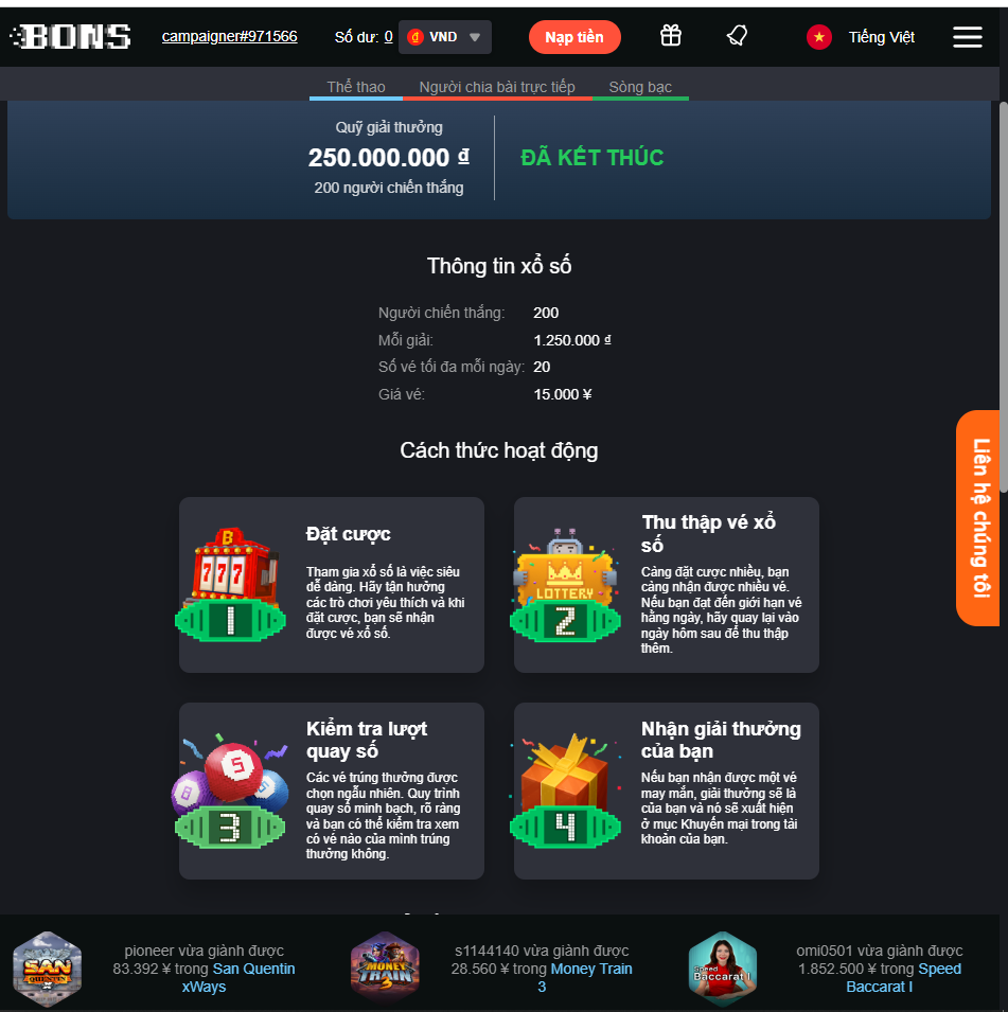 BONS
campaigner#971566
Số dư: 0
đ VND
Nạp tiền
Tiếng Việt
Thể thao
Người chia bài trực tiếp
Sòng bạc
Quỹ giải thưởng
250.000.000 ₫
200 người chiến thắng
ĐÃ KẾT THÚC
Thông tin xổ số
Người chiến thắng: 200
Mỗi giải: 1.250.000 ₫
Số vé tối đa mỗi ngày: 20
Giá vé: 15.000 ¥
Liên hệ chúng tôi
Cách thức hoạt động
B
777
1
Đặt cược
Tham gia xổ số là việc siêu
dễ dàng. Hãy tận hưởng
các trò chơi yêu thích và khi
đặt cược, bạn sẽ nhận
được vé xổ số.
LOTTERY
2
Thu thập vé xổ
số
Càng đặt cược nhiều, bạn
càng nhận được nhiều vé.
Nếu bạn đạt đến giới hạn vé
hằng ngày, hãy quay lại vào
ngày hôm sau để thu thập
thêm.
5
8
3
Kiểm tra lượt
quay số
Các vé trúng thưởng được
chọn ngẫu nhiên. Quy trình
quay số minh bạch, rõ ràng
và bạn có thể kiểm tra xem
có vé nào của mình trúng
thưởng không.
4
Nhận giải thưởng
của bạn
Nếu bạn nhận được một vé
may mắn, giải thưởng sẽ là
của bạn và nó sẽ xuất hiện
ở mục Khuyến mại trong tài
khoản của bạn.
SAN
QUENTIN
pioneer vừa giành được
83.392 ¥ trong San Quentin
xWays
MONEY
TRAIN
3
s1144140 vừa giành được
28.560 ¥ trong Money Train
3
Speed
Baccarat I
omi0501 vừa giành được
1.852.500 ¥ trong Speed
Baccarat I